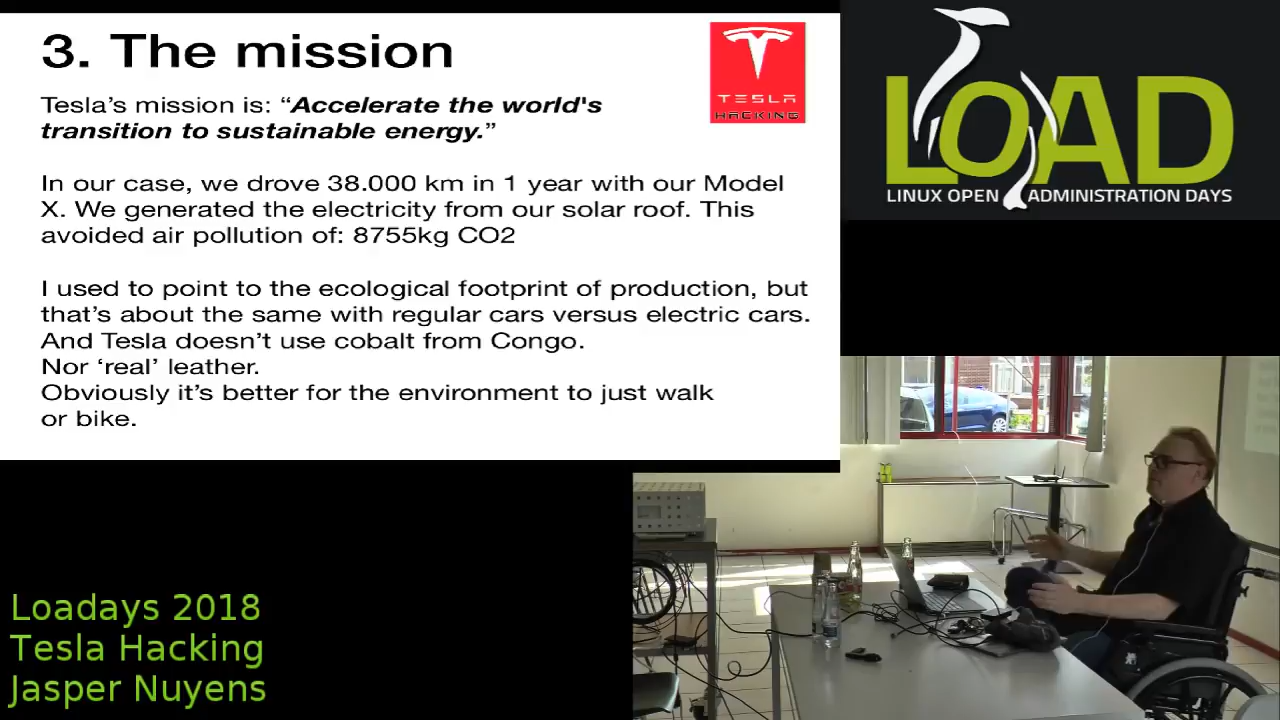 3. The mission
TESLA
HACKING
Tesla's mission is: “Accelerate the world's
transition to sustainable energy.”
In our case, we drove 38.000 km in 1 year with our Model
X. We generated the electricity from our solar roof. This
avoided air pollution of: 8755kg CO2
I used to point to the ecological footprint of production, but
that's about the same with regular cars versus electric cars.
And Tesla doesn't use cobalt from Congo.
Nor ‘real’ leather.
Obviously it's better for the environment to just walk
or bike.
LOAD
LINUX OPEN ADMINISTRATION DAYS
Loadays 2018
Tesla Hacking
Jasper Nuyens